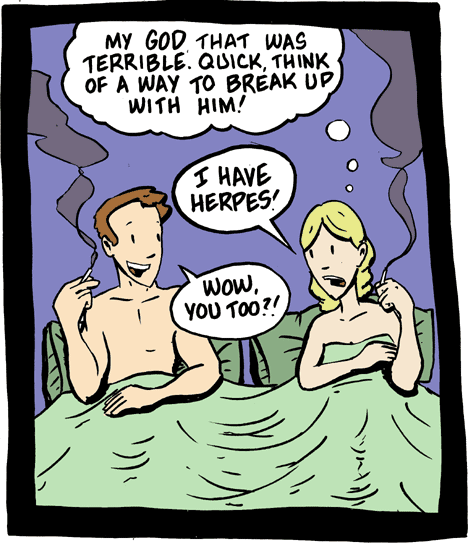 MY GOD THAT WAS
TERRIBLE. QUICK, THINK
OF A WAY TO BREAK UP
WITH HIM!
I HAVE
HERPES!
WOW,
YOU TOO?!